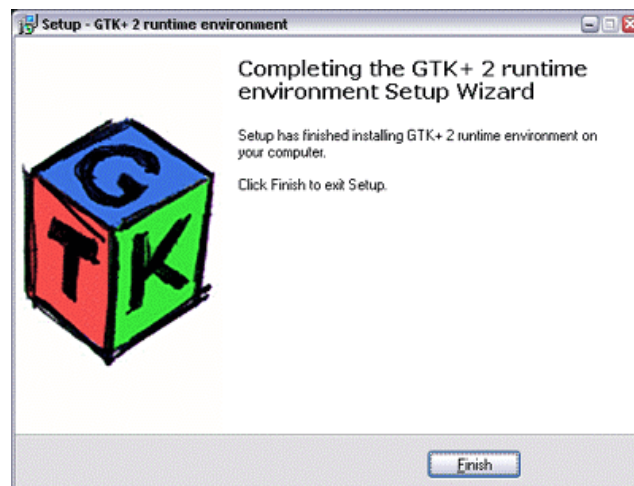 Setup - GTK+ 2 runtime environment
Completing the GTK+ 2 runtime
environment Setup Wizard
Setup has finished installing GTK+ 2 runtime environment on
your computer.
Click Finish to exit Setup.
G
T K
Finish